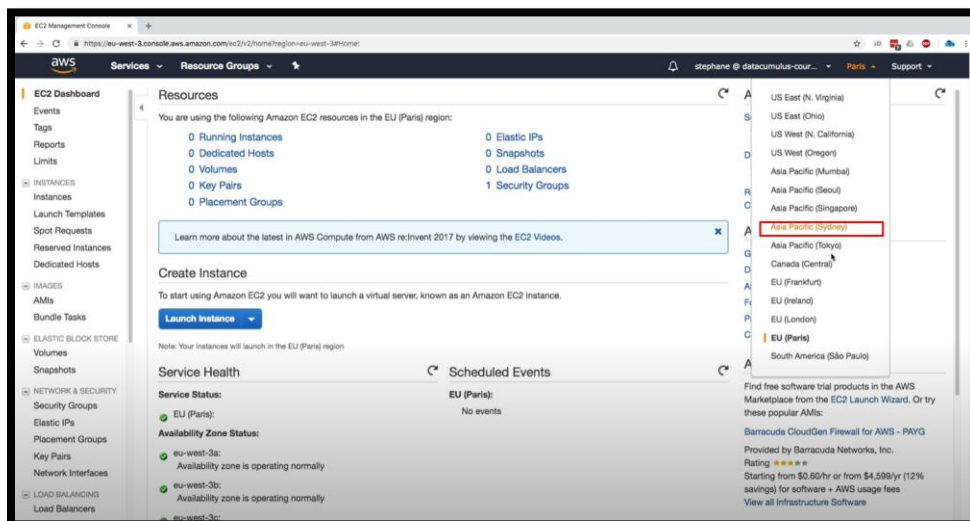 EC2 Management Console
https://eu-west-3.console.aws.amazon.com/ec2/v2/home?region=eu-west-3#Home:
aws
Services
Resource Groups
stephane @ datacumulus-cour...
Paris
Support
EC2 Dashboard
Events
Tags
Reports
Limits
INSTANCES
Instances
Launch Templates
Spot Requests
Reserved Instances
Dedicated Hosts
IMAGES
AMIs
Bundle Tasks
ELASTIC BLOCK STORE
Volumes
Snapshots
NETWORK & SECURITY
Security Groups
Elastic IPs
Placement Groups
Key Pairs
Network Interfaces
LOAD BALANCING
Load Balancers
Resources
You are using the following Amazon EC2 resources in the EU (Paris) region:
0 Running Instances
0 Dedicated Hosts
0 Volumes
0 Key Pairs
0 Placement Groups
0 Elastic IPs
0 Snapshots
0 Load Balancers
1 Security Groups
Learn more about the latest in AWS Compute from AWS re:Invent 2017 by viewing the EC2 Videos.
Create Instance
To start using Amazon EC2 you will want to launch a virtual server, known as an Amazon EC2 instance.
Launch Instance
Note: Your instances will launch in the EU (Paris) region
Service Health
Service Status:
EU (Paris):
Availability Zone Status:
eu-west-3a:
Availability zone is operating normally
eu-west-3b:
Availability zone is operating normally
eu-west-3c:
Scheduled Events
EU (Paris):
No events
US East (N. Virginia)
US East (Ohio)
US West (N. California)
US West (Oregon)
Asia Pacific (Mumbai)
Asia Pacific (Seoul)
Asia Pacific (Singapore)
Asia Pacific (Sydney)
Asia Pacific (Tokyo)
Canada (Central)
EU (Frankfurt)
EU (Ireland)
EU (London)
EU (Paris)
South America (São Paulo)
Find free software trial products in the AWS
Marketplace from the EC2 Launch Wizard. Or try
these popular AMIs:
Barracuda CloudGen Firewall for AWS - PAYG
Provided by Barracuda Networks, Inc.
Rating
Starting from $0.60/hr or from $4,599/yr (12%
savings) for software + AWS usage fees
View all Infrastructure Software